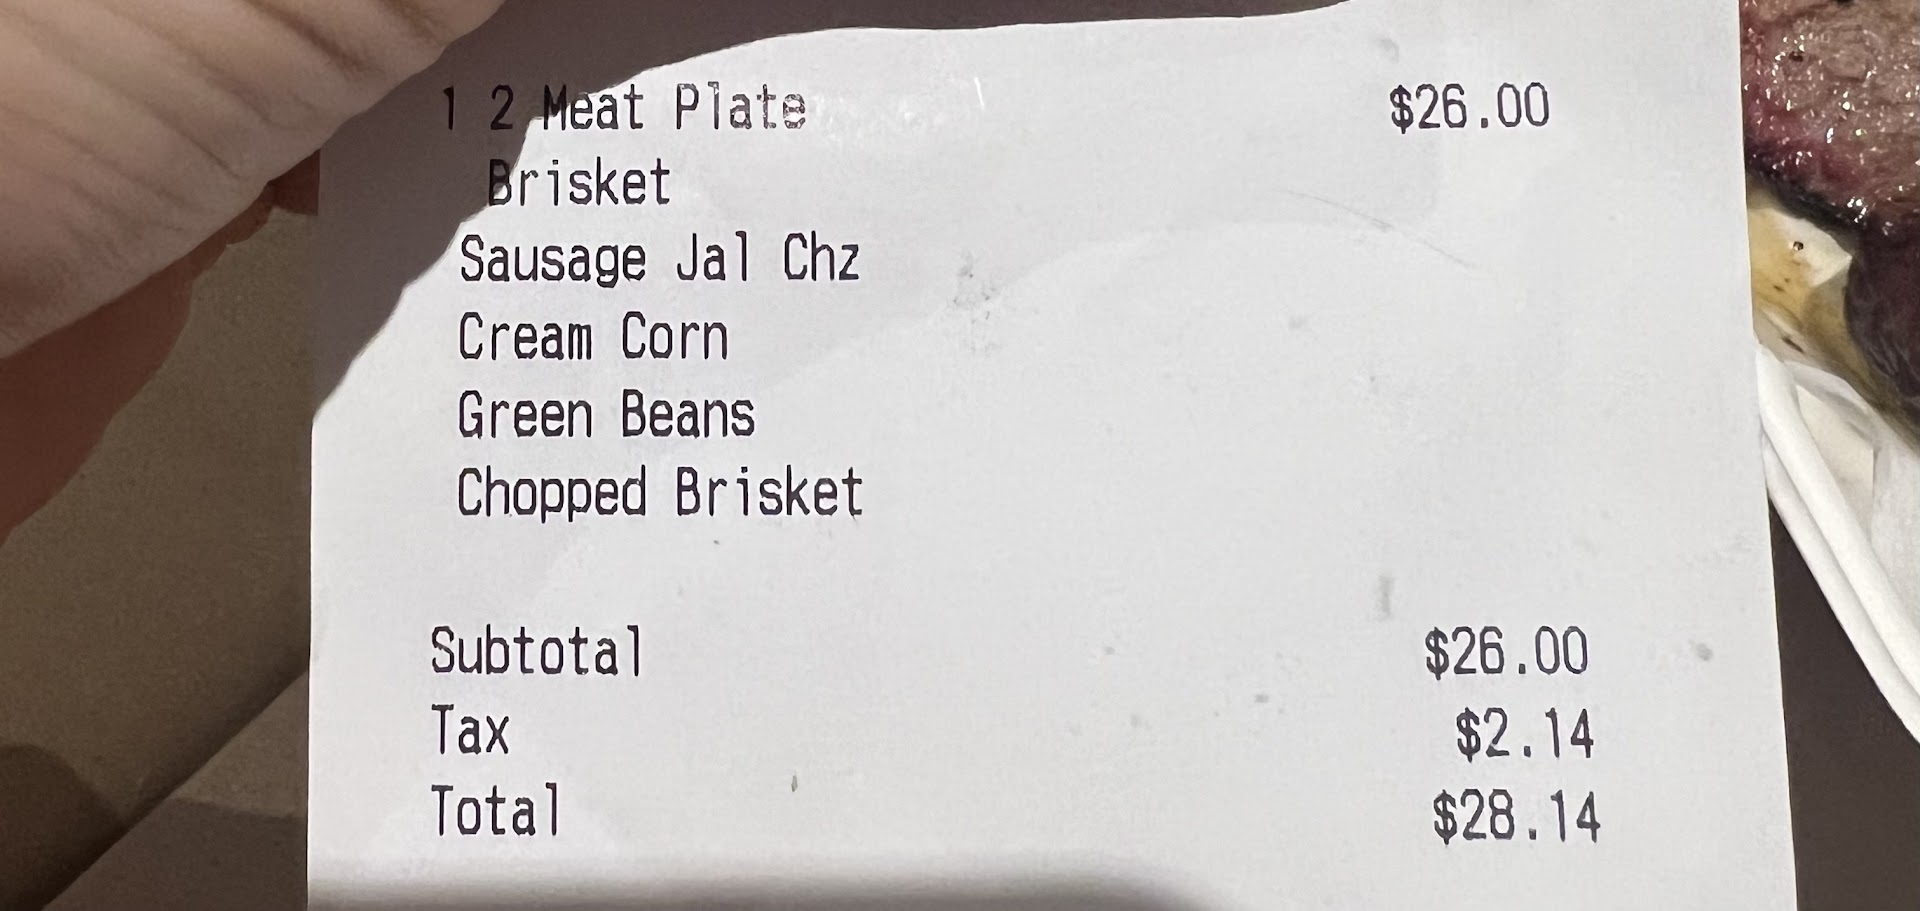 1 2 Meat Plate $26.00
Brisket
Sausage Jal Chz
Cream Corn
Green Beans
Chopped Brisket
Subtotal $26.00
Tax $2.14
Total $28.14